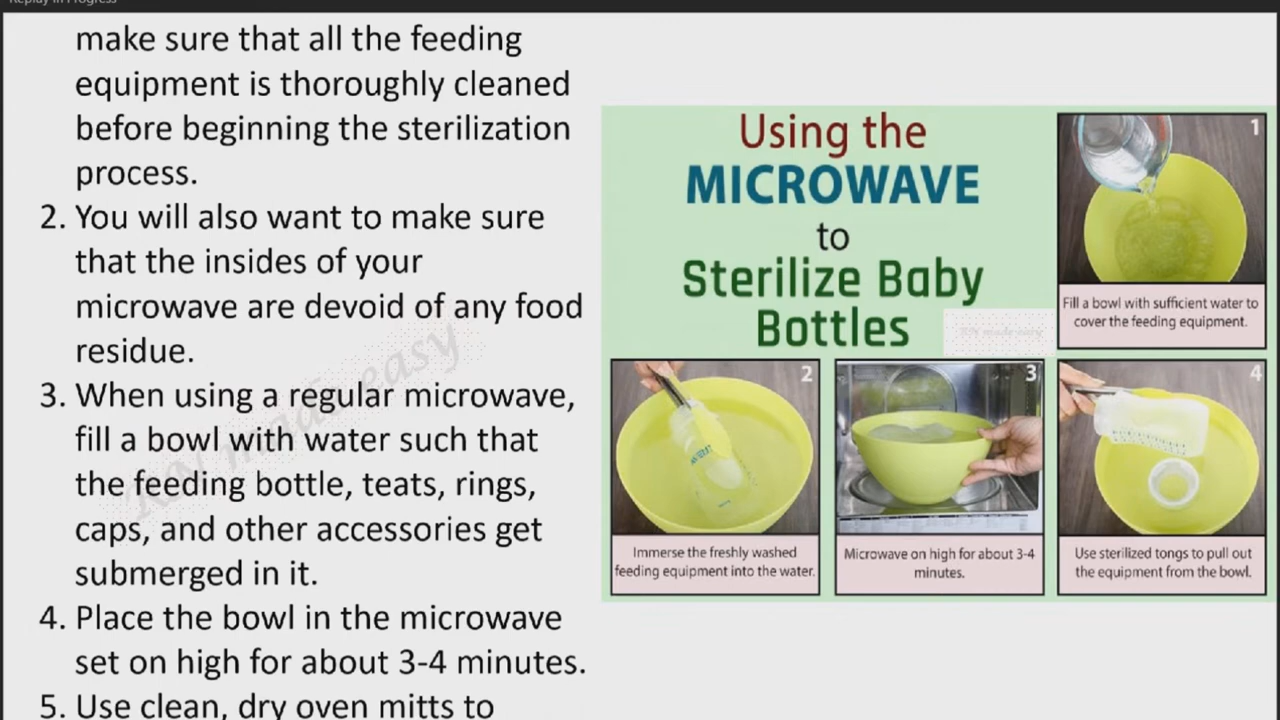 Replay in Progress
make sure that all the feeding
equipment is thoroughly cleaned
before beginning the sterilization
process.
2. You will also want to make sure
that the insides of your
microwave are devoid of any food
residue.
3. When using a regular microwave,
fill a bowl with water such that
the feeding bottle, teats, rings,
caps, and other accessories get
submerged in it.
4. Place the bowl in the microwave
set on high for about 3-4 minutes.
5. Use clean, dry oven mitts to
Using the
MICROWAVE
to
Sterilize Baby
Bottles
1
Fill a bowl with sufficient water to
cover the feeding equipment.
2
Immerse the freshly washed
feeding equipment into the water.
3
Microwave on high for about 3-4
minutes.
4
Use sterilized tongs to pull out
the equipment from the bowl.
made easy